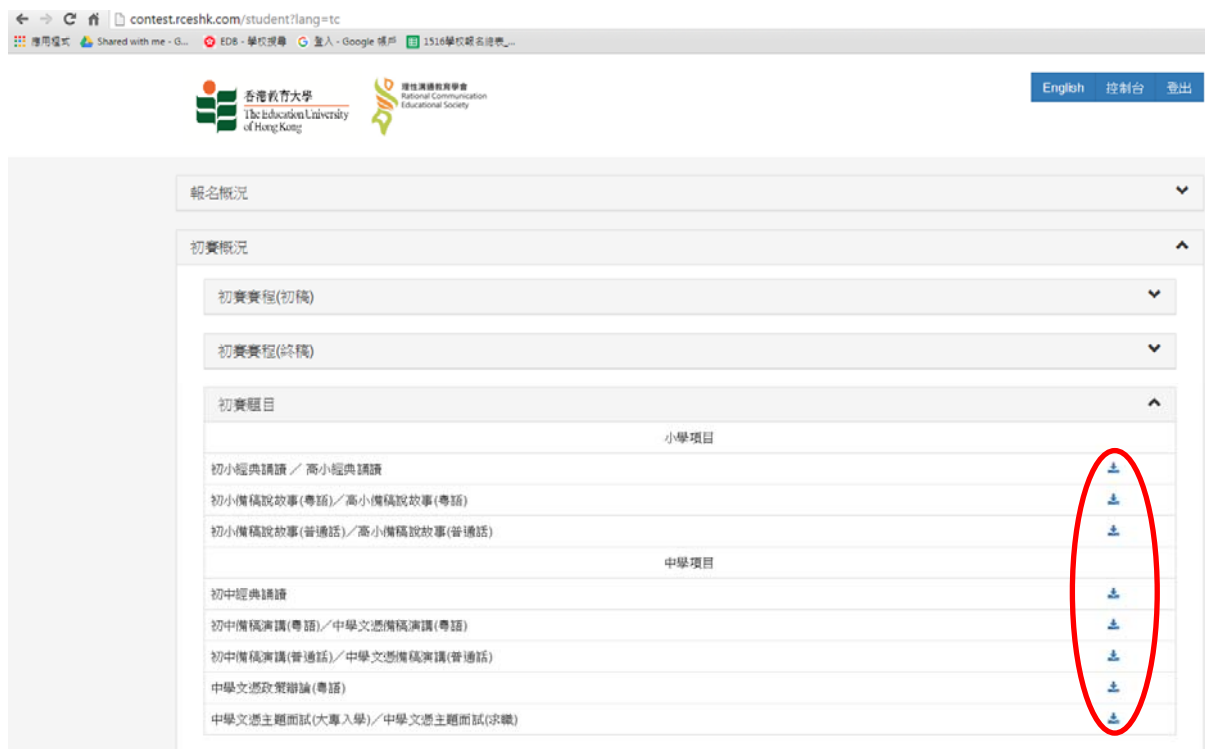 contest.rceshk.com/student?lang=tc
應用程式 Shared with me - G... EDB - 學校搜尋 登入 - Google 帳戶 1516學校報名總表_...
香港教育大學
The Education University
of Hong Kong
理性溝通教育學會
Rational Communication
Educational Society
English 控制台 登出
報名概況
初賽概況
初賽賽程(初稿)
初賽賽程(終稿)
初賽題目
小學項目
初小經典誦讀 ／ 高小經典誦讀
初小備稿說故事(粵語)／高小備稿說故事(粵語)
初小備稿說故事(普通話)／高小備稿說故事(普通話)
中學項目
初中經典誦讀
初中備稿演講(粵語)／中學文憑備稿演講(粵語)
初中備稿演講(普通話)／中學文憑備稿演講(普通話)
中學文憑政策辯論(粵語)
中學文憑主題面試(大專入學)／中學文憑主題面試(求職)